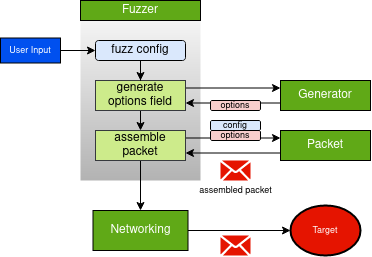 Fuzzer
User Input
fuzz config
generate
options field
Generator
options
config
options
assemble
packet
Packet
assembled packet
Networking
Target